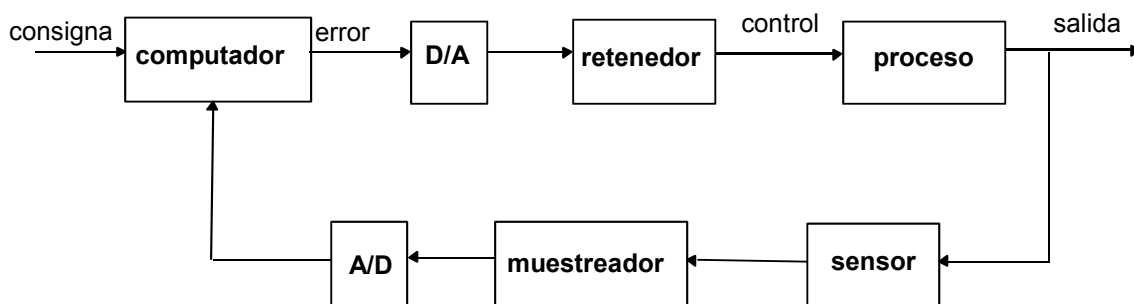 consigna
computador
error
D/A
retenedor
control
proceso
salida
A/D
muestreador
sensor